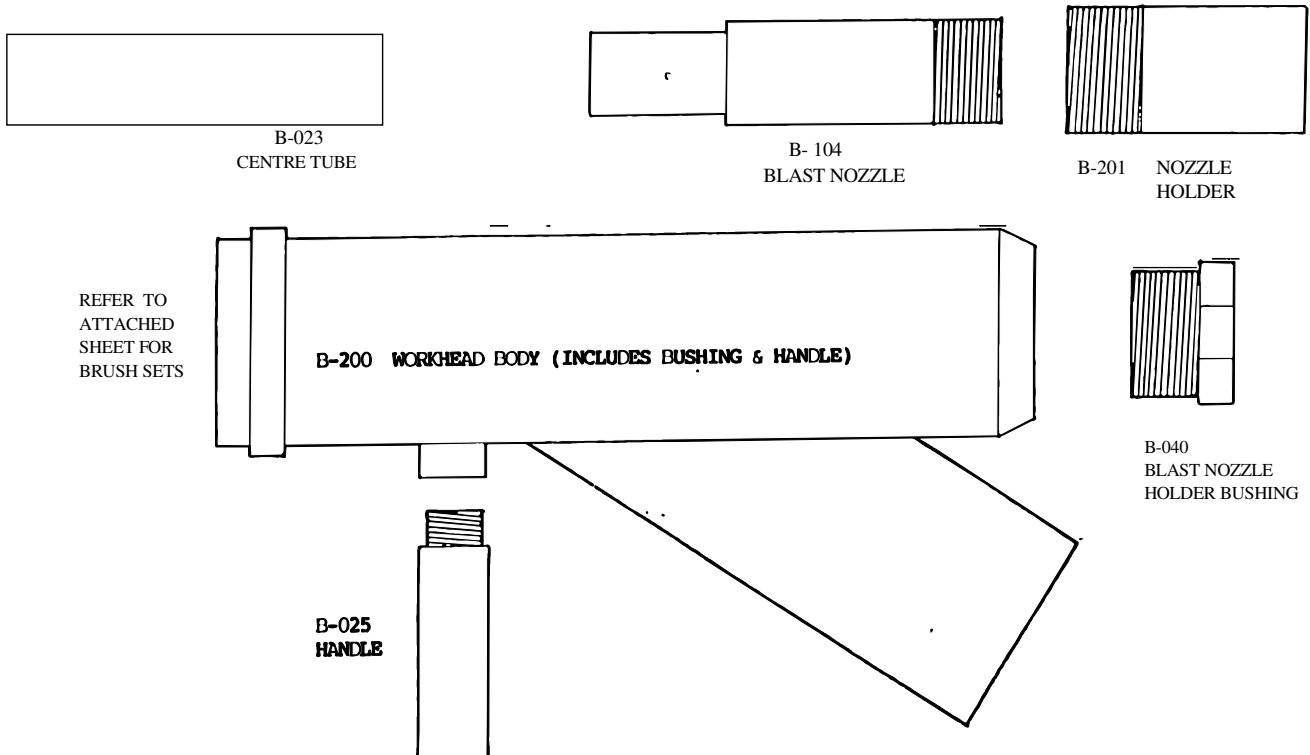 B-023
CENTRE TUBE
B- 104
BLAST NOZZLE
B-201 NOZZLE
HOLDER
REFER TO
ATTACHED
SHEET FOR
BRUSH SETS
B-200 WORKHEAD BODY (INCLUDES BUSHING & HANDLE)
B-040
BLAST NOZZLE
HOLDER BUSHING
B-025
HANDLE